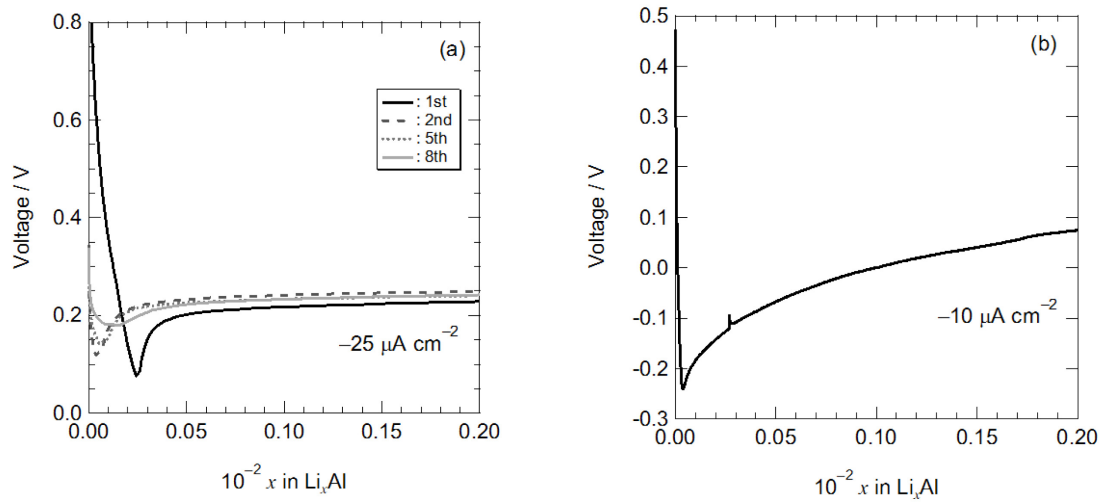 (a)
0.8
0.6
0.4
0.2
0.0
Voltage / V
: 1st
: 2nd
: 5th
: 8th
−25 μA cm⁻²
0.00 0.05 0.10 0.15 0.20
10⁻² x in LiₓAl
(b)
0.5
0.4
0.3
0.2
0.1
0.0
-0.1
-0.2
-0.3
Voltage / V
−10 μA cm⁻²
0.00 0.05 0.10 0.15 0.20
10⁻² x in LiₓAl